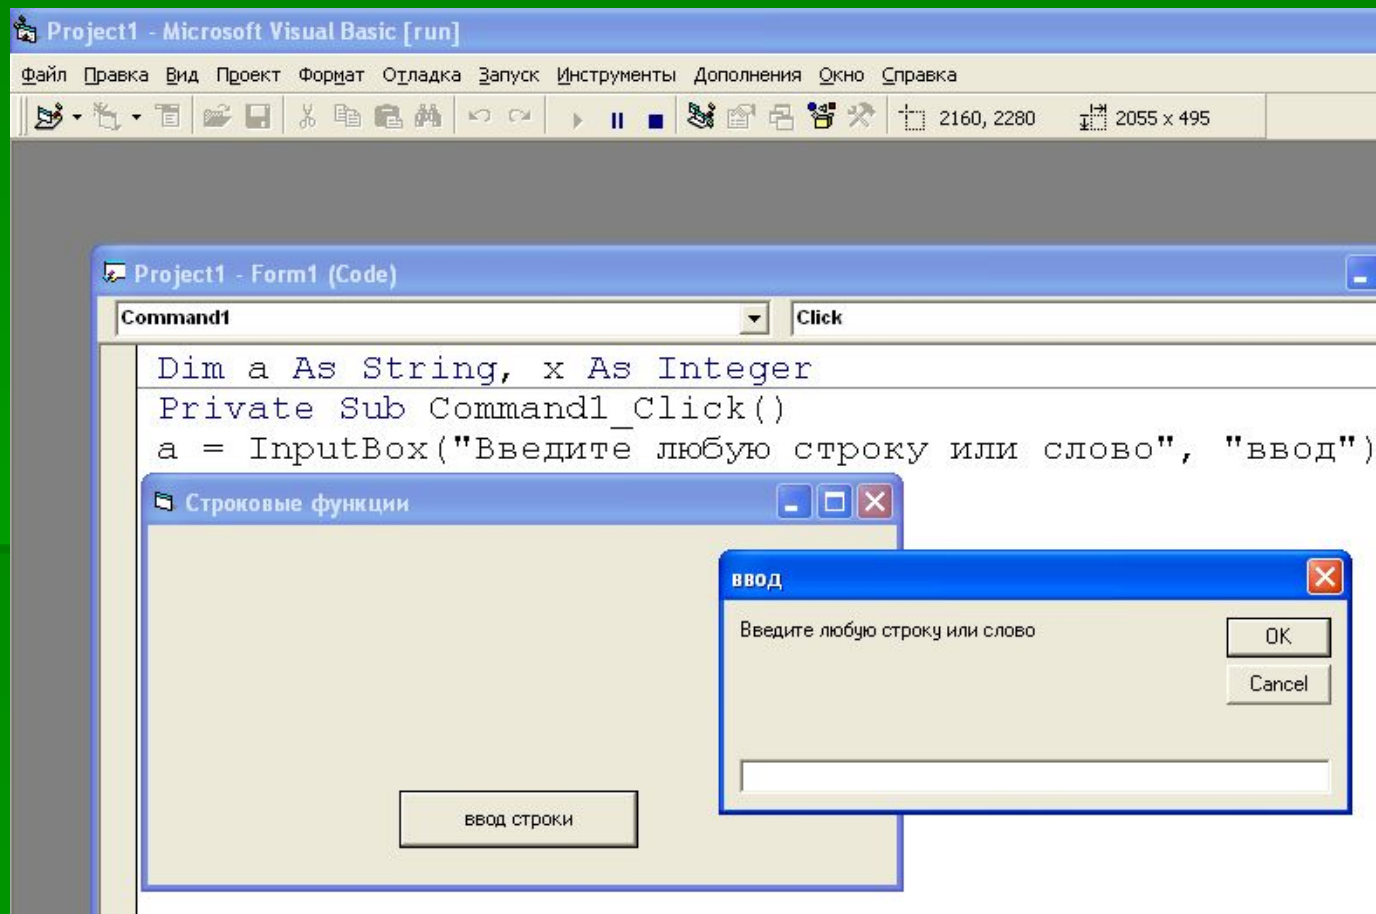 Project1 - Microsoft Visual Basic [run]
Файл Правка Вид Проект Формат Отладка Запуск Инструменты Дополнения Окно Справка
2160, 2280 2055 x 495
Project1 - Form1 (Code)
Command1 Click
Dim a As String, x As Integer
Private Sub Command1_Click()
a = InputBox("Введите любую строку или слово", "ввод")
Строковые функции
ввод
Введите любую строку или слово
OK
Cancel
ввод строки